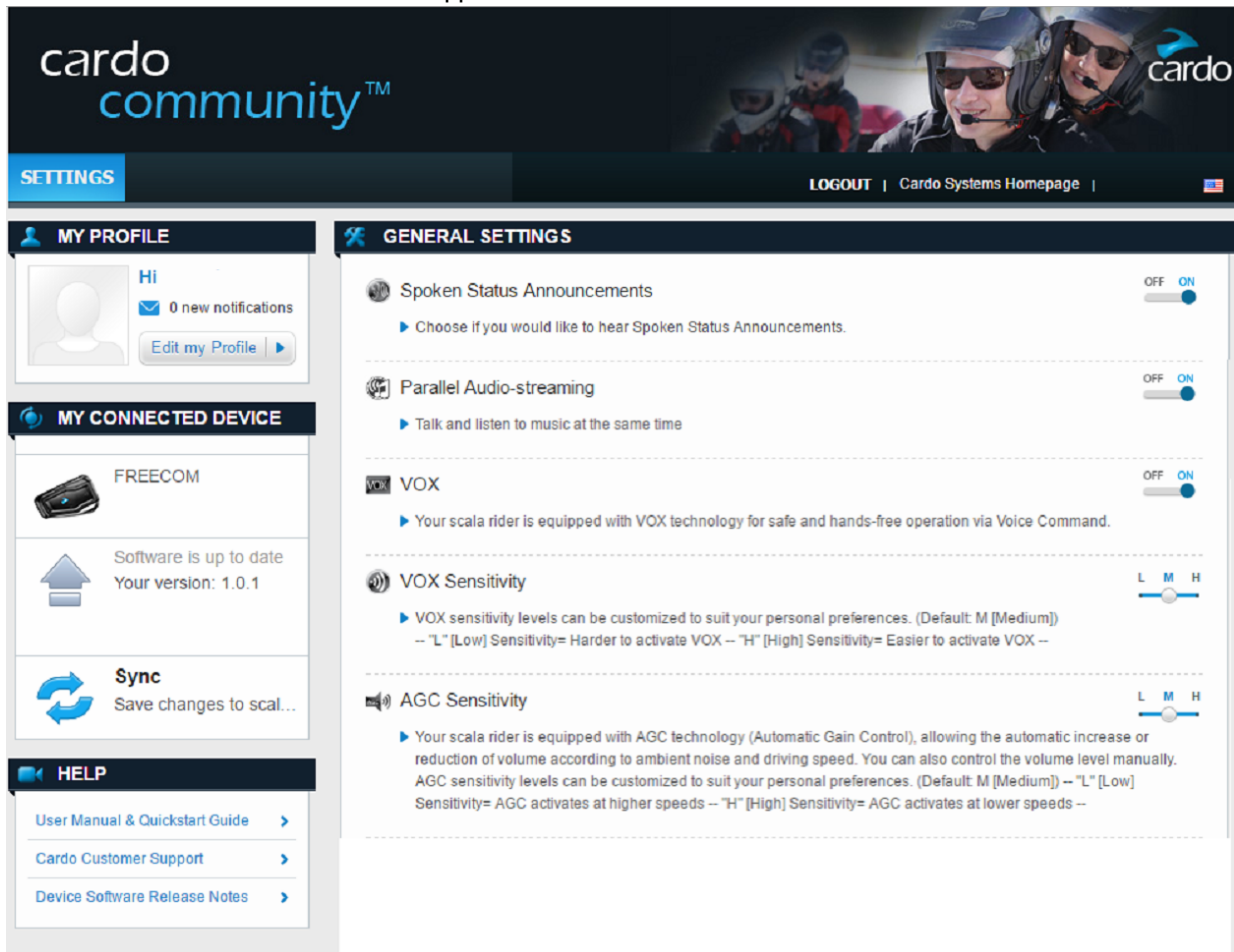 cardo
community™
cardo
SETTINGS
LOGOUT | Cardo Systems Homepage |
MY PROFILE
Hi
0 new notifications
Edit my Profile
MY CONNECTED DEVICE
FREECOM
Software is up to date
Your version: 1.0.1
Sync
Save changes to scal...
HELP
User Manual & Quickstart Guide
Cardo Customer Support
Device Software Release Notes
GENERAL SETTINGS
Spoken Status Announcements
OFF ON
Choose if you would like to hear Spoken Status Announcements.
Parallel Audio-streaming
OFF ON
Talk and listen to music at the same time
VOX VOX
OFF ON
Your scala rider is equipped with VOX technology for safe and hands-free operation via Voice Command.
VOX Sensitivity
L M H
VOX sensitivity levels can be customized to suit your personal preferences. (Default: M [Medium])
-- "L" [Low] Sensitivity= Harder to activate VOX -- "H" [High] Sensitivity= Easier to activate VOX --
AGC Sensitivity
L M H
Your scala rider is equipped with AGC technology (Automatic Gain Control), allowing the automatic increase or
reduction of volume according to ambient noise and driving speed. You can also control the volume level manually.
AGC sensitivity levels can be customized to suit your personal preferences. (Default: M [Medium]) -- "L" [Low]
Sensitivity= AGC activates at higher speeds -- "H" [High] Sensitivity= AGC activates at lower speeds --